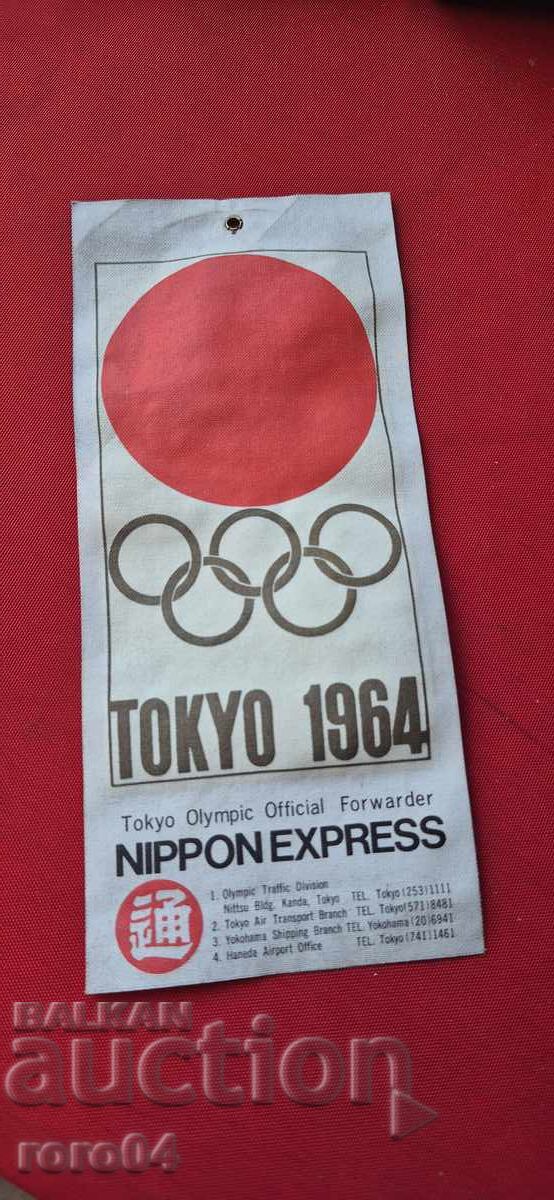 TOKYO 1964
Tokyo Olympic Official Forwarder
NIPPON EXPRESS
通
1. Olympic Traffic Division
Nittsu Bldg. Kanda, Tokyo TEL. Tokyo (253) 1111
2. Tokyo Air Transport Branch TEL. Tokyo (571) 8481
3. Yokohama Shipping Branch TEL. Yokohama (20) 6941
4. Haneda Airport Office TEL. Tokyo (741) 1461
BALKAN
auction
roro04